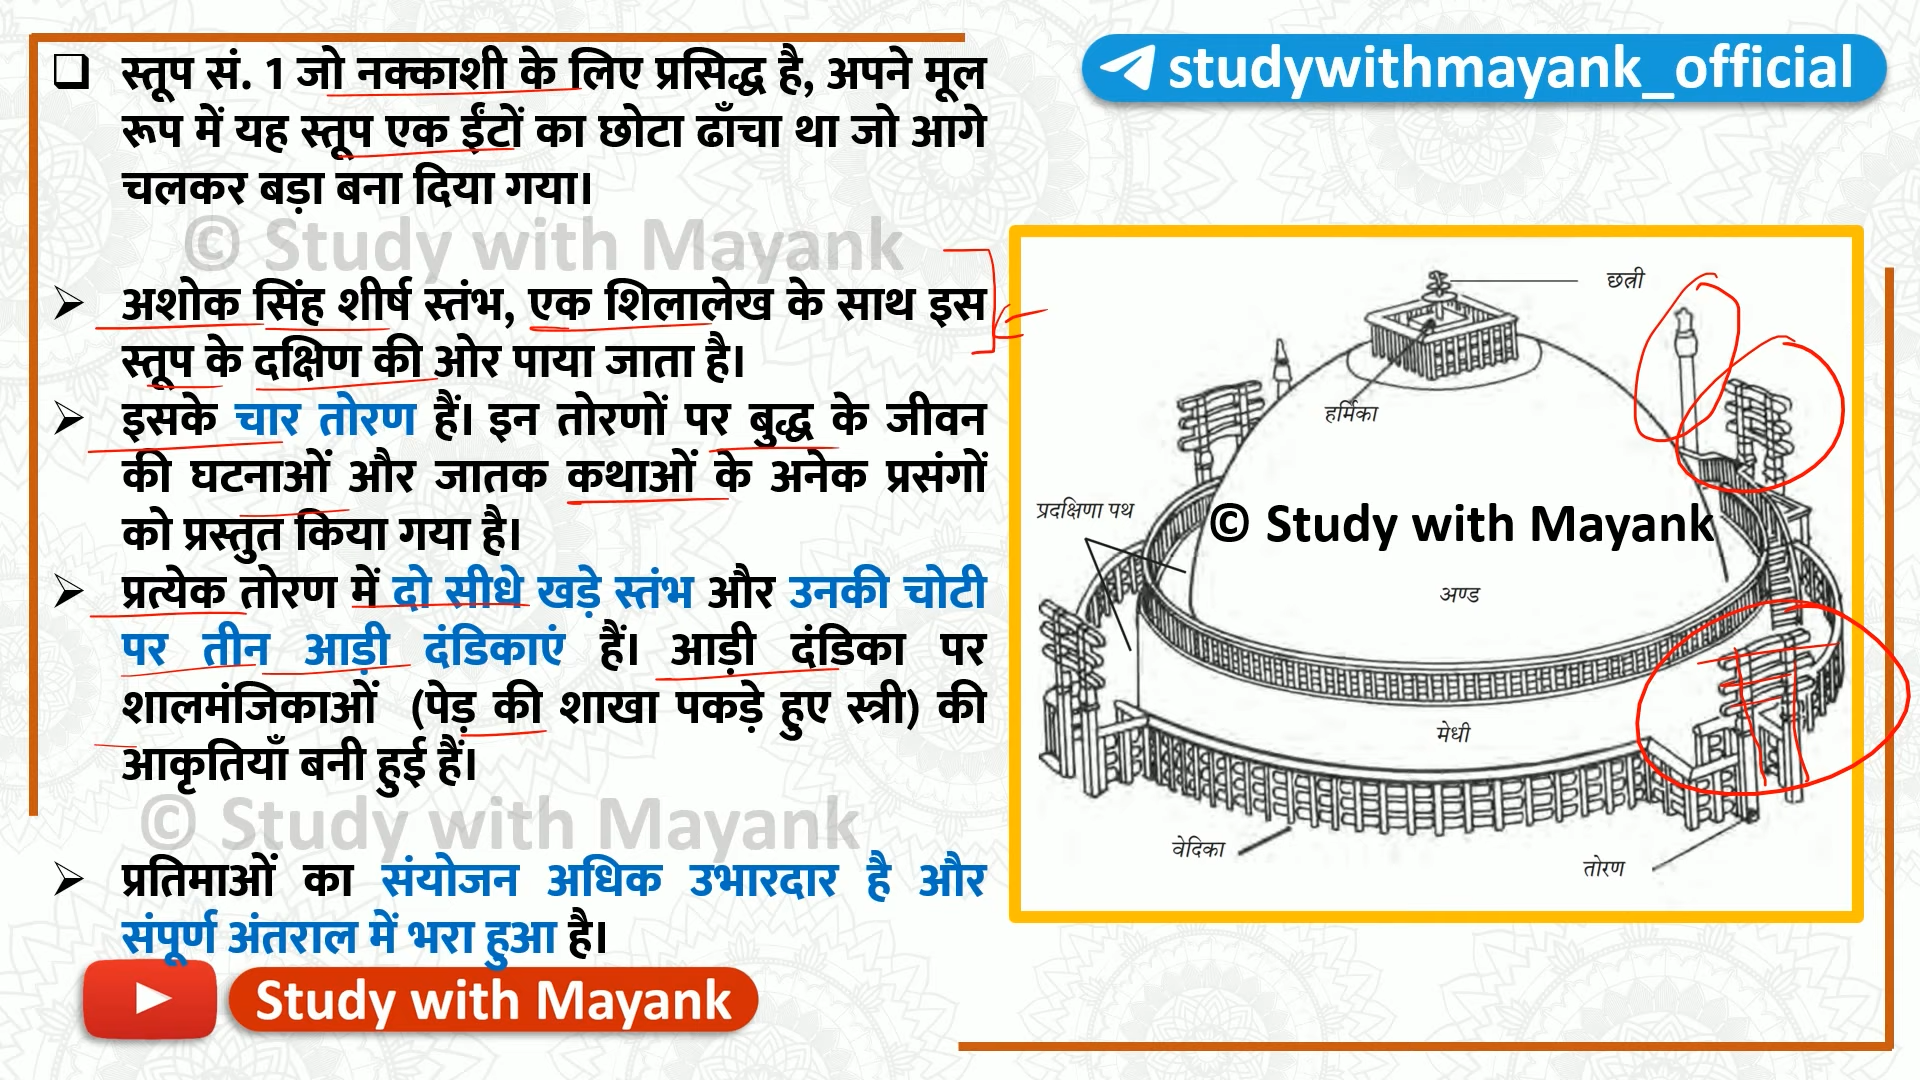 स्तूप सं. 1 जो नक्काशी के लिए प्रसिद्ध है, अपने मूल
रूप में यह स्तूप एक ईंटों का छोटा ढाँचा था जो आगे
चलकर बड़ा बना दिया गया।
© Study with Mayank
अशोक सिंह शीर्ष स्तंभ, एक शिलालेख के साथ इस
स्तूप के दक्षिण की ओर पाया जाता है।
इसके चार तोरण हैं। इन तोरणों पर बुद्ध के जीवन
की घटनाओं और जातक कथाओं के अनेक प्रसंगों
को प्रस्तुत किया गया है।
प्रत्येक तोरण में दो सीधे खड़े स्तंभ और उनकी चोटी
पर तीन आड़ी दंडिकाएं हैं। आड़ी दंडिका पर
शालमंजिकाओं (पेड़ की शाखा पकड़े हुए स्त्री) की
आकृतियाँ बनी हुई हैं।
© Study with Mayank
प्रतिमाओं का संयोजन अधिक उभारदार है और
संपूर्ण अंतराल में भरा हुआ है।
Study with Mayank
studywithmayank_official
छत्री
हर्मिका
प्रदक्षिणा पथ
© Study with Mayank
अण्ड
मेधी
वेदिका
तोरण